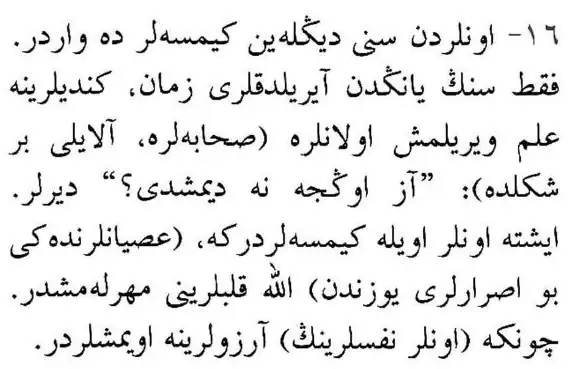 ١٦- اونلردن سنى ديڭله‌ين كيمسه‌لر ده واردر.
فقط سنڭ يانڭدن آيريلدقلرى زمان، كنديلرينه
علم ويريلمش اولانلره (صحابه‌لره، آلايلى بر
شكلده): ”آز اوڭجه نه ديمشدى؟“ ديرلر.
ايشته اونلر اويله كيمسه‌لردركه، (عصيانلرنده‌كى
بو اصرارلرى يوزندن) الله قلبلرينى مهرله‌مشدر.
چونكه (اونلر نفسلرينڭ) آرزولرينه اويمشلردر.